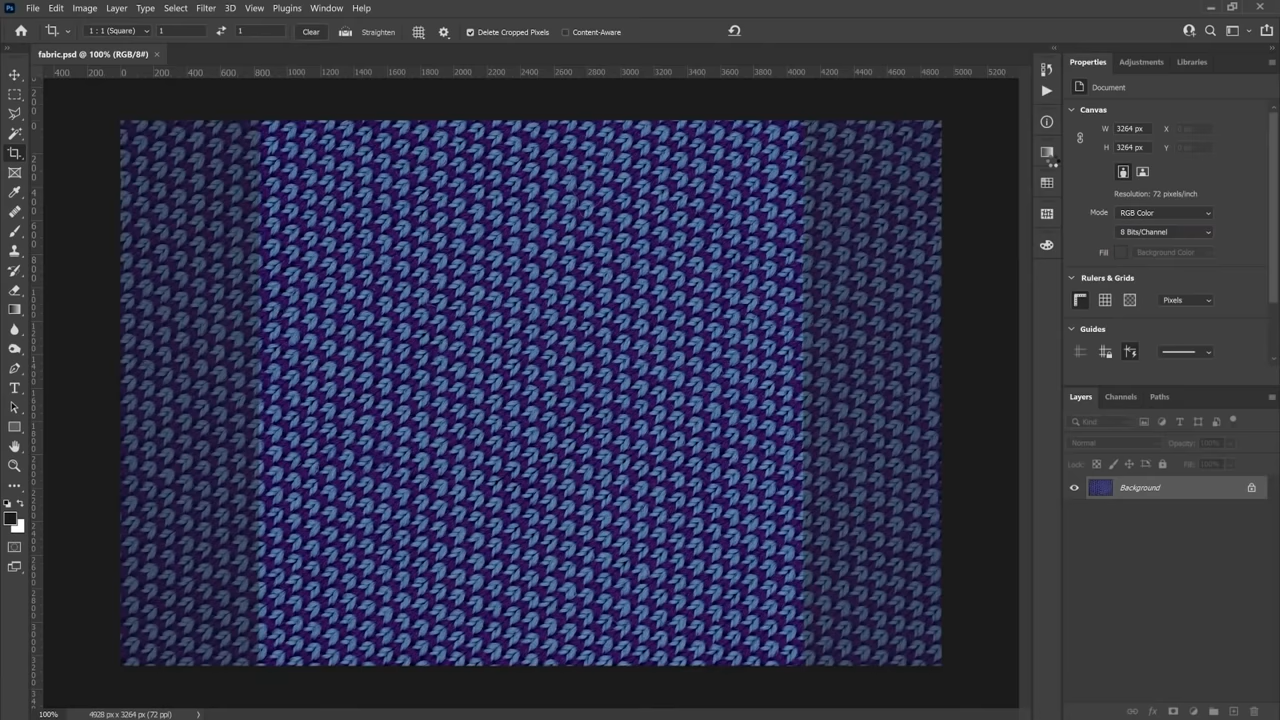 File Edit Image Layer Type Select Filter 3D View Plugins Window Help
1 : 1 (Square) 1 1 Clear Straighten Delete Cropped Pixels Content-Aware
fabric.psd @ 100% (RGB/8#) ×
400 200 0 200 400 600 800 1000 1200 1400 1600 1800 2000 2200 2400 2600 2800 3000 3200 3400 3600 3800 4000 4200 4400 4600 4800 5000 5200
Properties Adjustments Libraries
Document
Canvas
W 3264 px X 0 px
H 3264 px Y 0 px
Resolution: 72 pixels/inch
Mode RGB Color
8 Bits/Channel
Fill Background Color
Rulers & Grids
Pixels
Guides
Layers Channels Paths
Kind
Normal Opacity: 100%
Lock: Fill: 100%
Background
100% 4928 px x 3264 px (72 ppi)